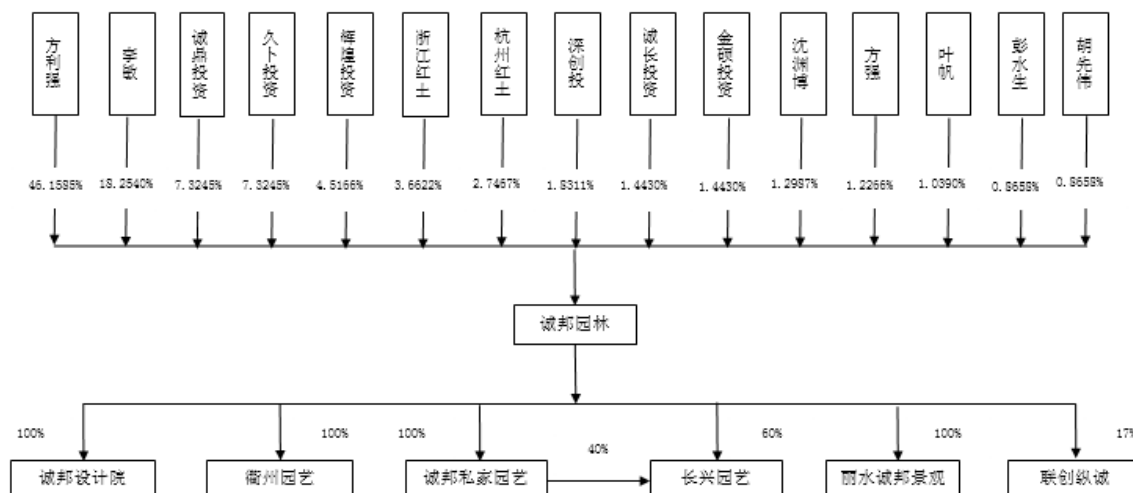 方利强
李敏
诚鼎投资
久卜投资
辉煌投资
浙江红土
杭州红土
深创投
诚长投资
金硕投资
沈渊博
方强
叶帆
彭水生
胡先伟
46.1585% 18.2540% 7.3245% 7.3245% 4.5166% 3.6622% 2.7467% 1.8311% 1.4430% 1.4430% 1.2987% 1.2266% 1.0390% 0.8658% 0.8658%
诚邦园林
100% 100% 100% 40% 60% 100% 17%
诚邦设计院 衢州园艺 诚邦私家园艺 长兴园艺 丽水诚邦景观 联创纵诚